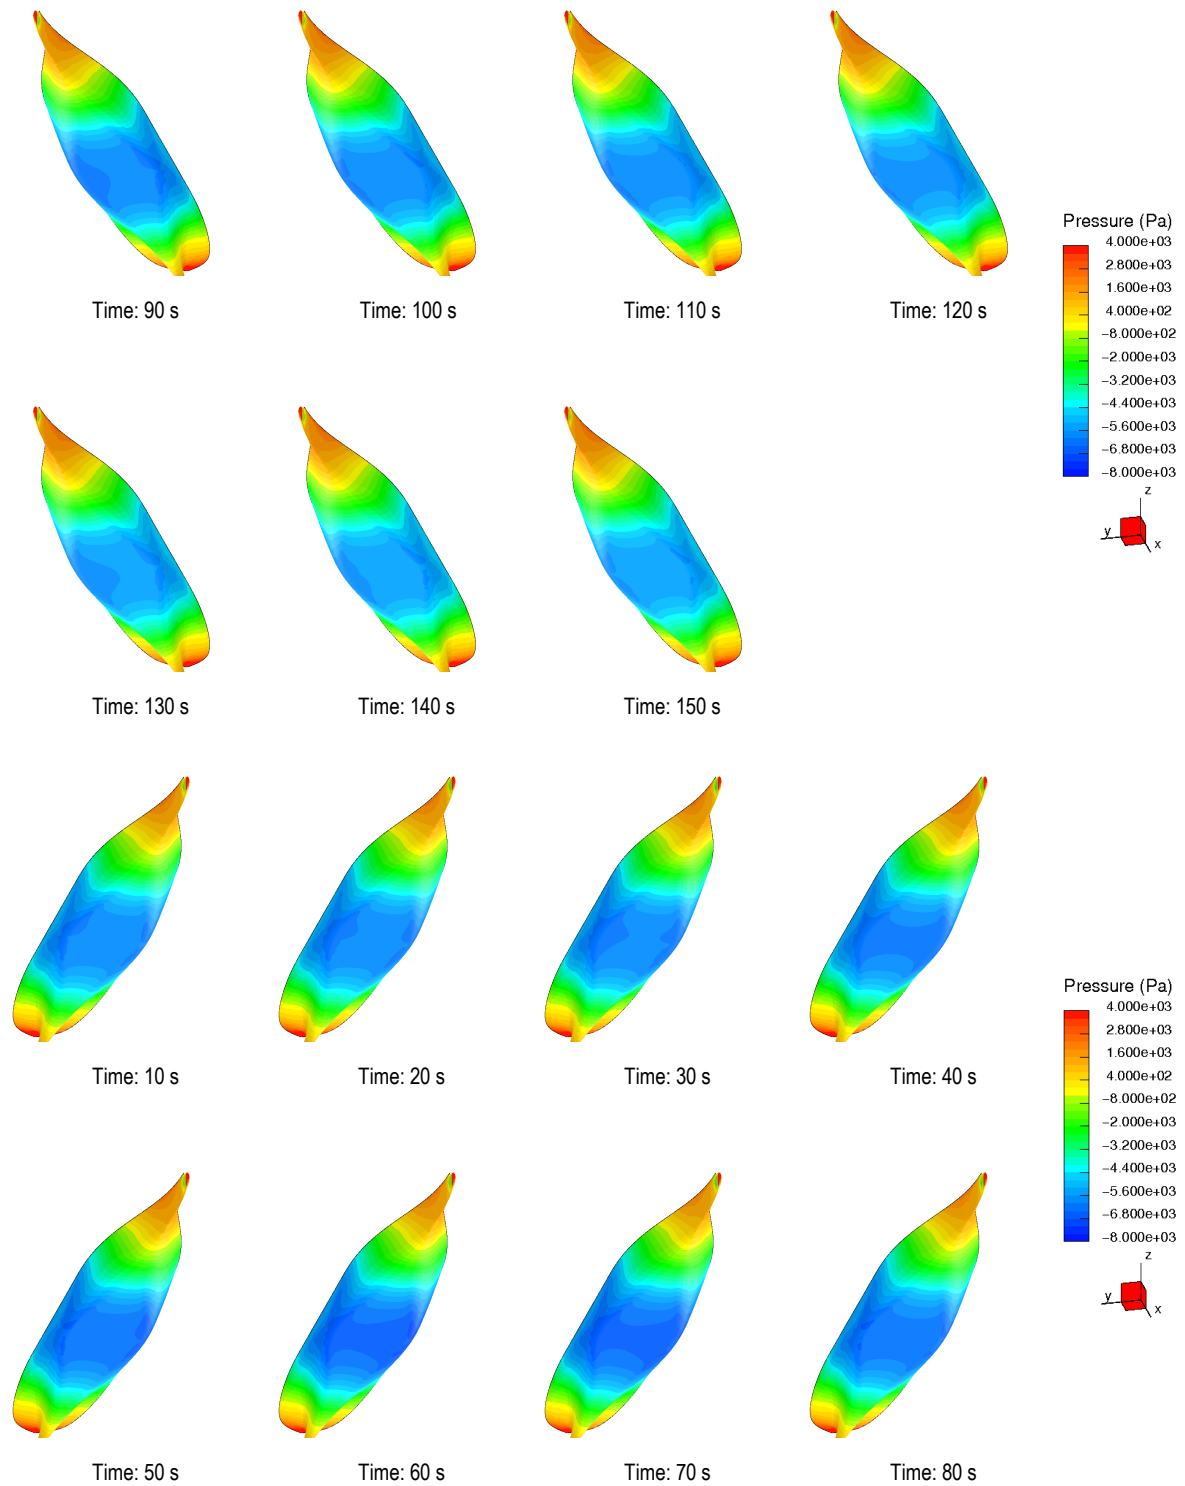 Pressure (Pa)
4.000e+03
2.800e+03
1.600e+03
4.000e+02
−8.000e+02
−2.000e+03
−3.200e+03
−4.400e+03
−5.600e+03
−6.800e+03
−8.000e+03
Time: 90 s
Time: 100 s
Time: 110 s
Time: 120 s
z
y
x
Time: 130 s
Time: 140 s
Time: 150 s
Pressure (Pa)
4.000e+03
2.800e+03
1.600e+03
4.000e+02
−8.000e+02
−2.000e+03
−3.200e+03
−4.400e+03
−5.600e+03
−6.800e+03
−8.000e+03
Time: 10 s
Time: 20 s
Time: 30 s
Time: 40 s
z
y
x
Time: 50 s
Time: 60 s
Time: 70 s
Time: 80 s